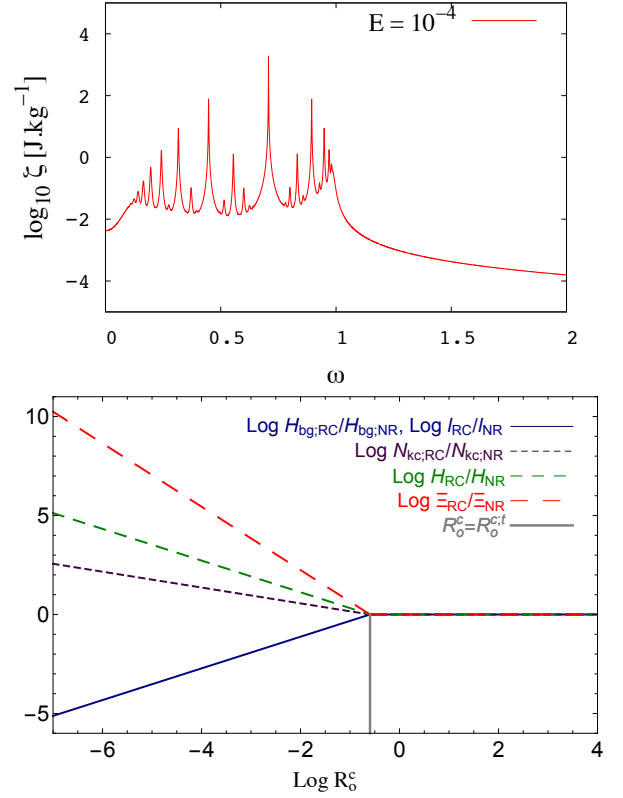 E = 10⁻⁴
log₁₀ ζ [J.kg⁻¹]
4
2
0
−2
−4
0 0.5 1 1.5 2
ω
Log H_bg;RC/H_bg;NR, Log I_RC/I_NR
Log N_kc;RC/N_kc;NR
Log H_RC/H_NR
Log Ξ_RC/Ξ_NR
R_o^c=R_o^c;t
10
5
0
−5
−6 −4 −2 0 2 4
Log R_o^c